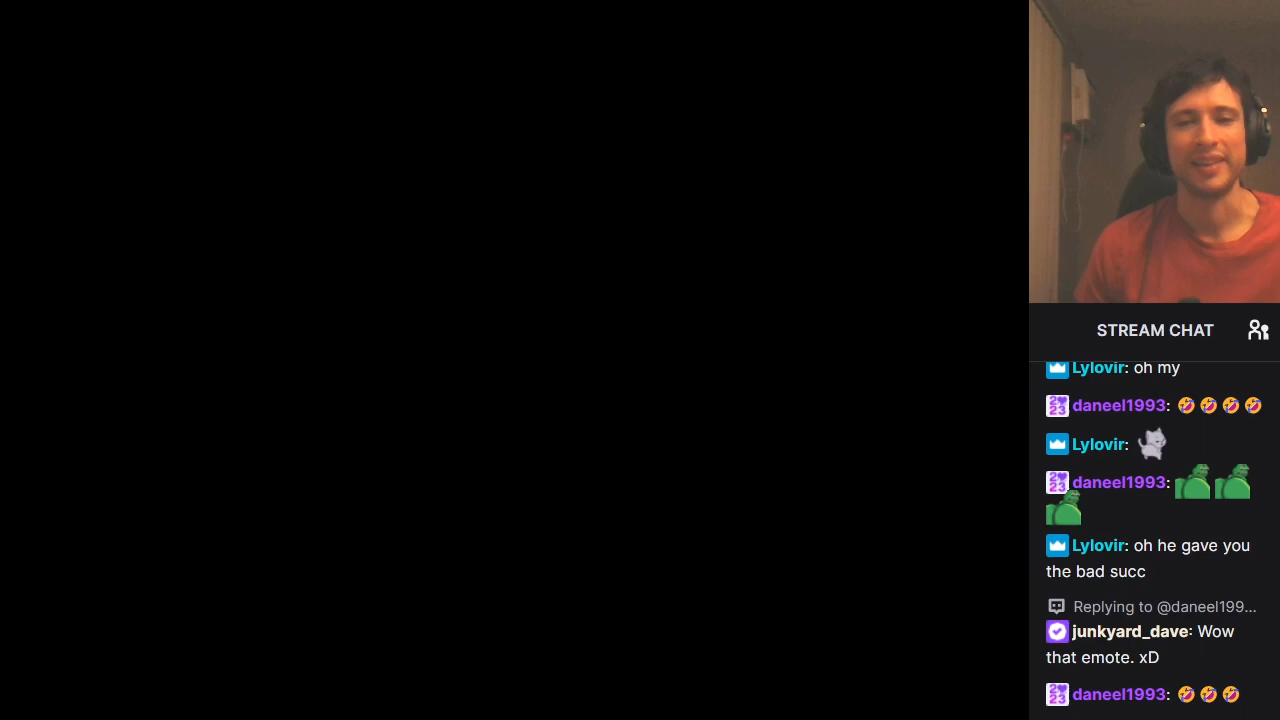 STREAM CHAT
Lylovir: oh my
daneel1993: 🤣🤣🤣🤣
Lylovir:
daneel1993:
Lylovir: oh he gave you
the bad succ
Replying to @daneel199...
junkyard_dave: Wow
that emote. xD
daneel1993: 🤣🤣🤣